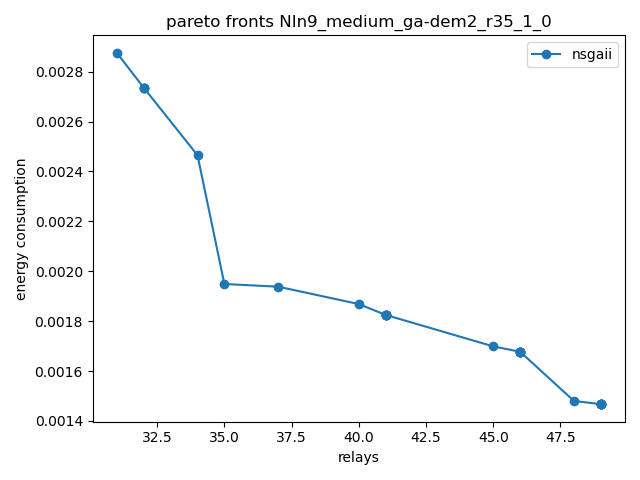 pareto fronts NIn9_medium_ga-dem2_r35_1_0
nsgaii
energy consumption
0.0028
0.0026
0.0024
0.0022
0.0020
0.0018
0.0016
0.0014
32.5 35.0 37.5 40.0 42.5 45.0 47.5
relays